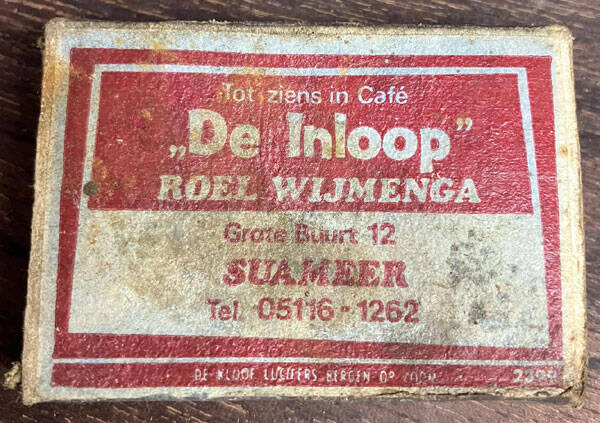 Tot ziens in Café
„De Inloop”
ROEL WIJMENGA
Grote Buurt 12
SUAMEER
Tel. 05116-1262
DE KLOOF LUCIFERS BERGEN OP ZOOM